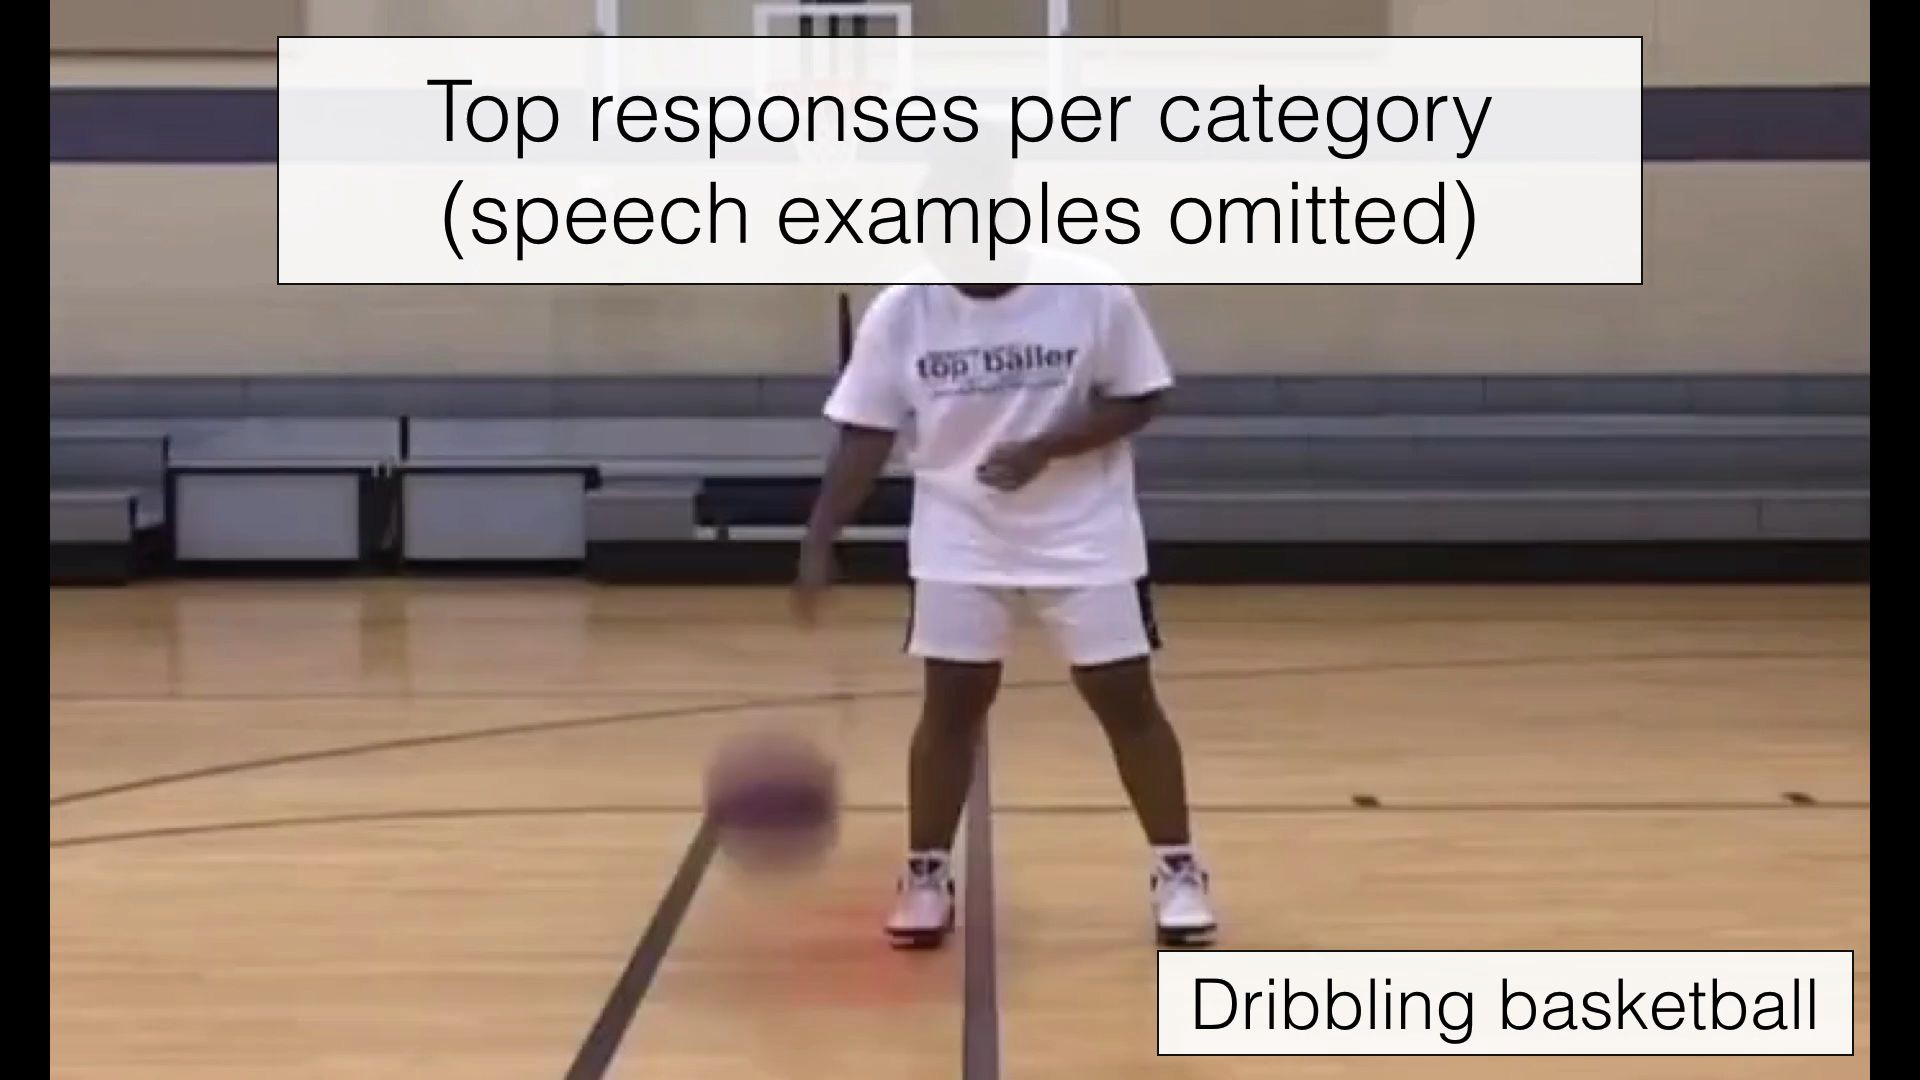 Top responses per category
(speech examples omitted)
top baller
Dribbling basketball